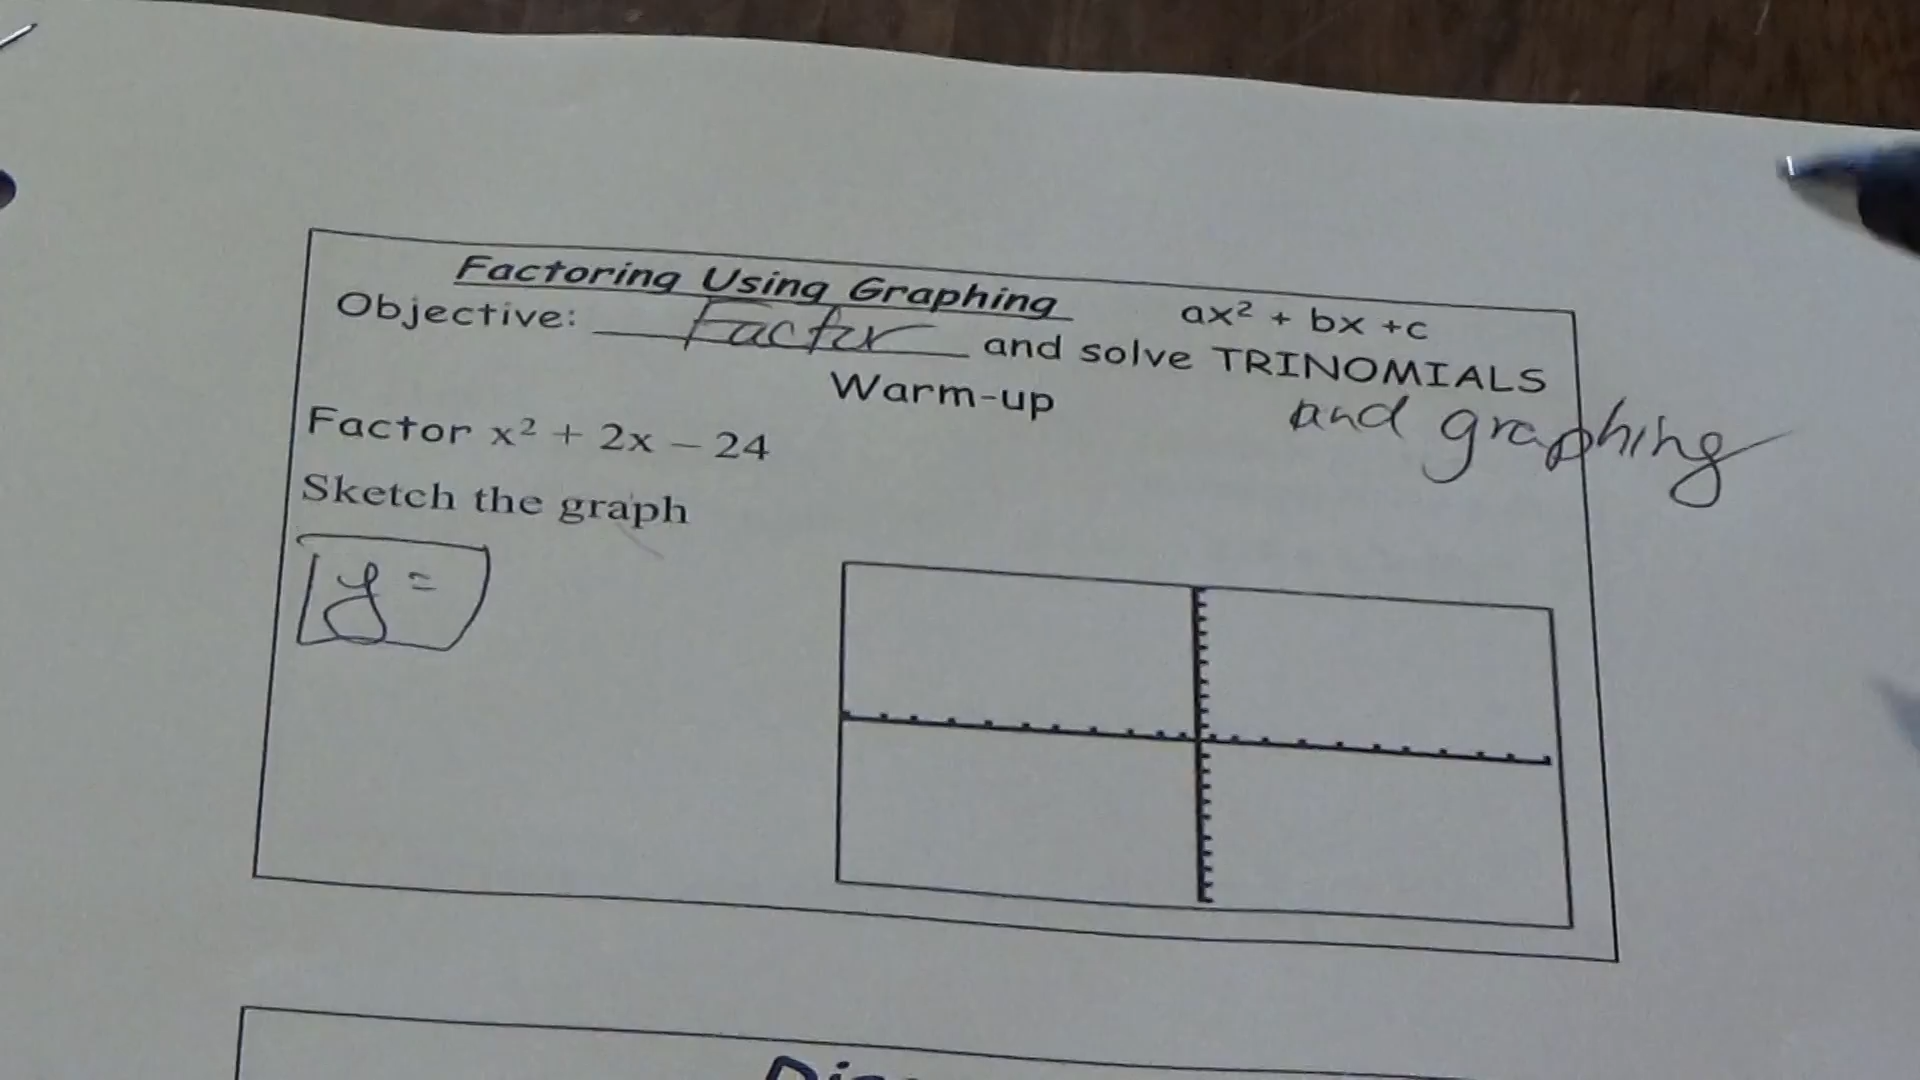 Factoring Using Graphing
ax² + bx +c
Objective: Factor and solve TRINOMIALS
and graphing
Warm-up
Factor x² + 2x – 24
Sketch the graph
y =